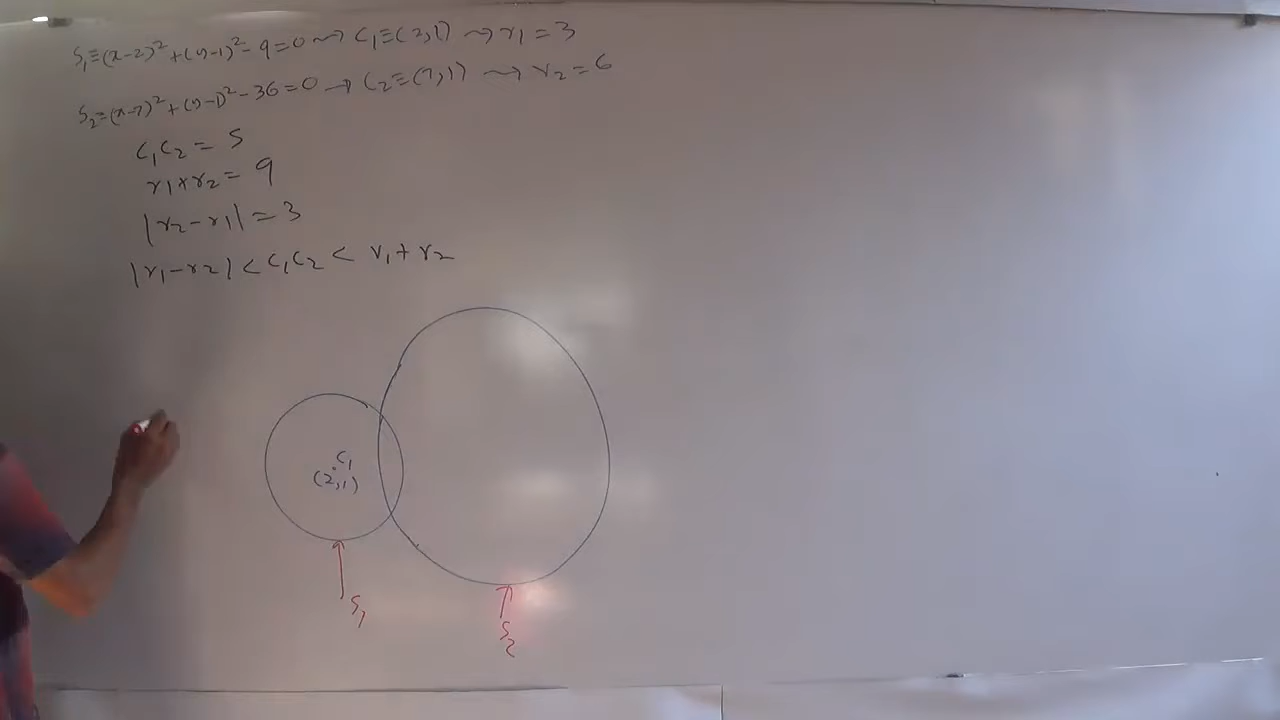 S₁≡(x-2)²+(y-1)²-9=0 ⇝ C₁≡(2,1) ⇝ r₁=3
S₂≡(x-7)²+(y-1)²-36=0 → C₂≡(7,1) ⇝ r₂=6
C₁C₂=5
r₁+r₂=9
|r₂-r₁|=3
|r₁-r₂|<C₁C₂<r₁+r₂
C₁
(2,1)
S₁
S₂